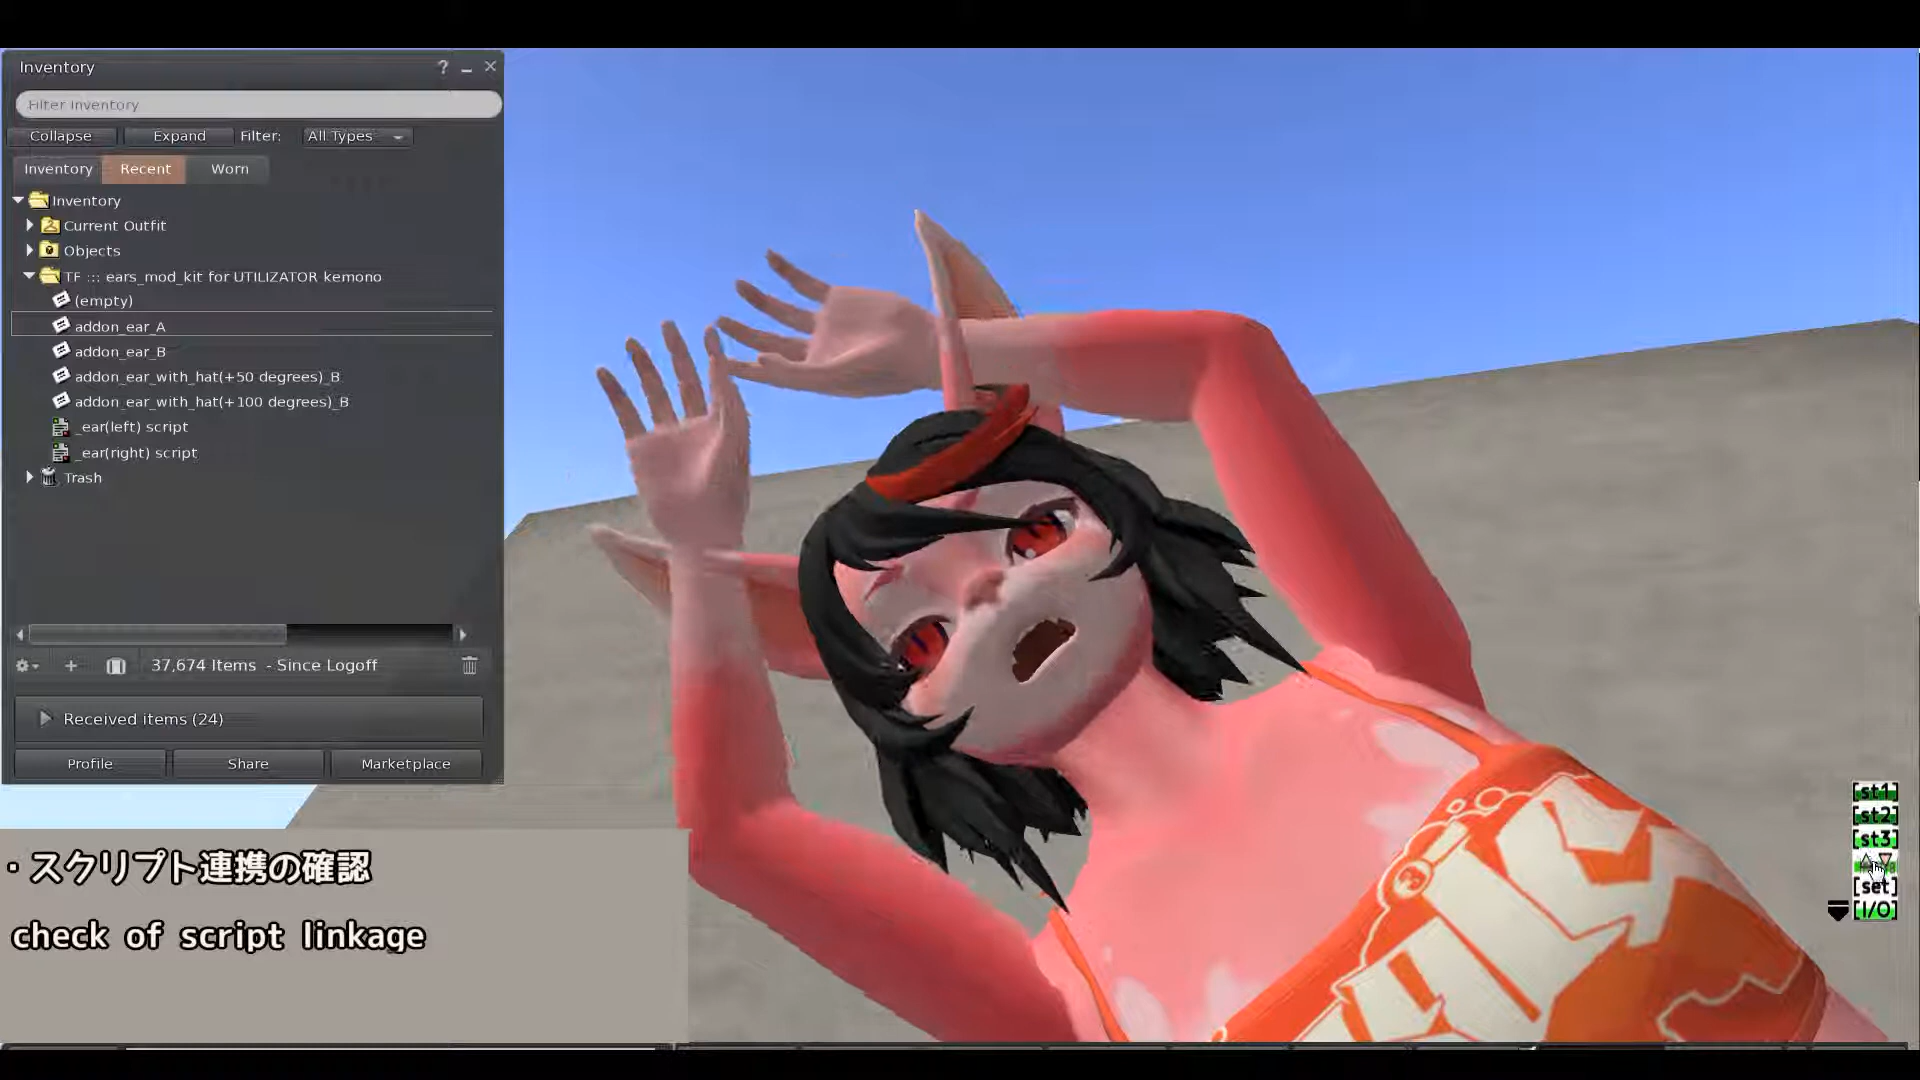 Inventory
?
Filter Inventory
Collapse
Expand
Filter:
All Types
Inventory
Recent
Worn
Inventory
Current Outfit
Objects
TF ::: ears_mod_kit for UTILIZATOR kemono
(empty)
addon_ear_A
addon_ear_B
addon_ear_with_hat(+50 degrees)_B
addon_ear_with_hat(+100 degrees)_B
_ear(left) script
_ear(right) script
Trash
37,674 Items - Since Logoff
Received items (24)
Profile
Share
Marketplace
・スクリプト連携の確認
check of script linkage
[st1]
[st2]
[st3]
[set]
[I/O]